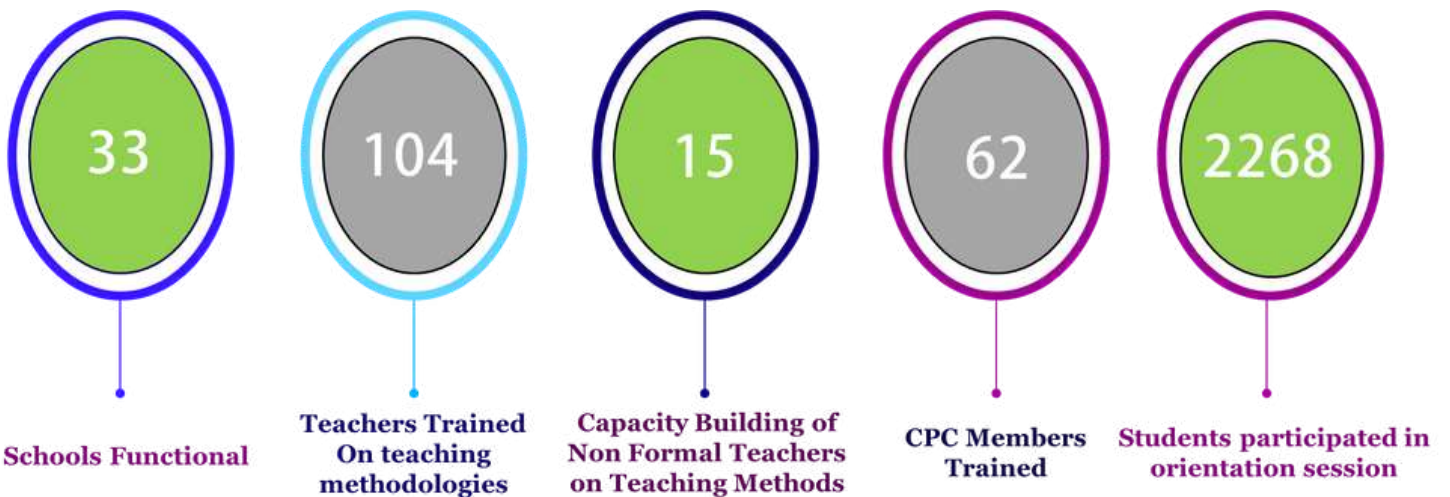 33
104
15
62
2268
Schools Functional
Teachers Trained
On teaching
methodologies
Capacity Building of
Non Formal Teachers
on Teaching Methods
CPC Members
Trained
Students participated in
orientation session